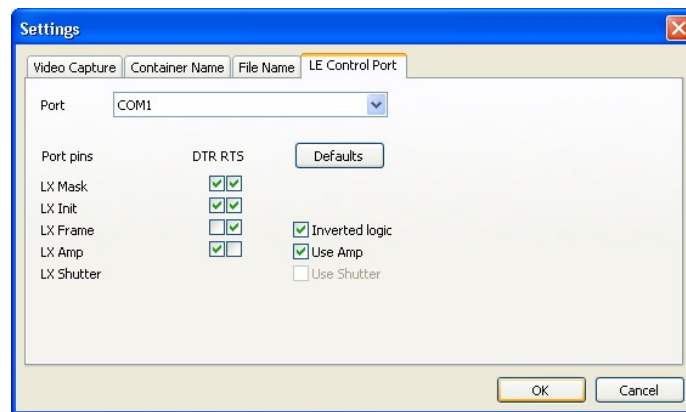 Settings
Video Capture Container Name File Name LE Control Port
Port COM1
Port pins DTR RTS Defaults
LX Mask
LX Init
LX Frame Inverted logic
LX Amp Use Amp
LX Shutter Use Shutter
OK Cancel